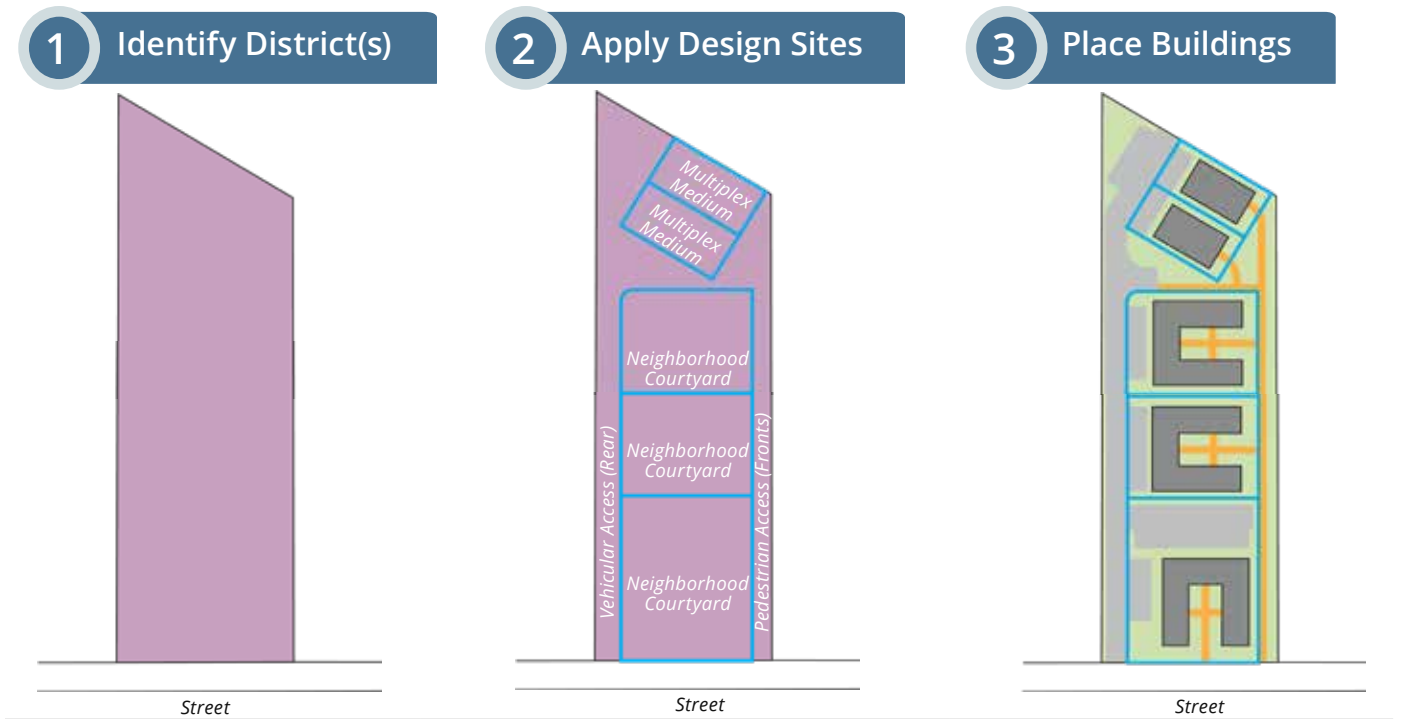 1 Identify District(s)
2 Apply Design Sites
3 Place Buildings
Multiplex
Medium
Multiplex
Medium
Neighborhood
Courtyard
Neighborhood
Courtyard
Neighborhood
Courtyard
Vehicular Access (Rear)
Pedestrian Access (Fronts)
Street
Street
Street